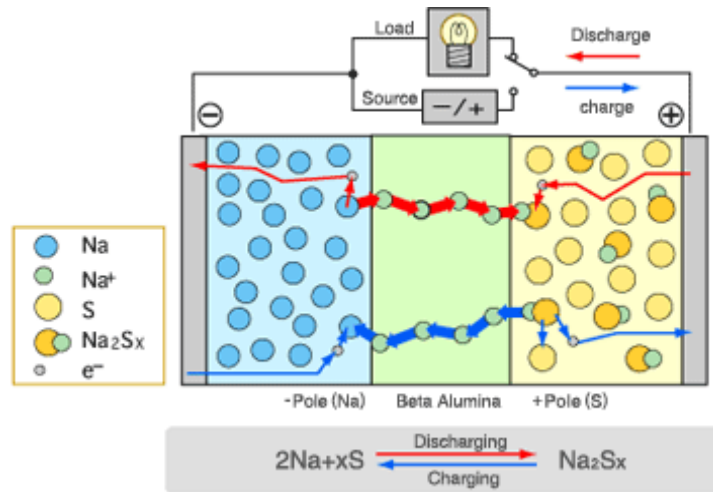 Load
Discharge
Source
-/+
charge
⊖
⊕
Na
Na⁺
S
Na₂Sx
e⁻
-Pole (Na)
Beta Alumina
+Pole (S)
Discharging
2Na+xS
Na₂Sx
Charging